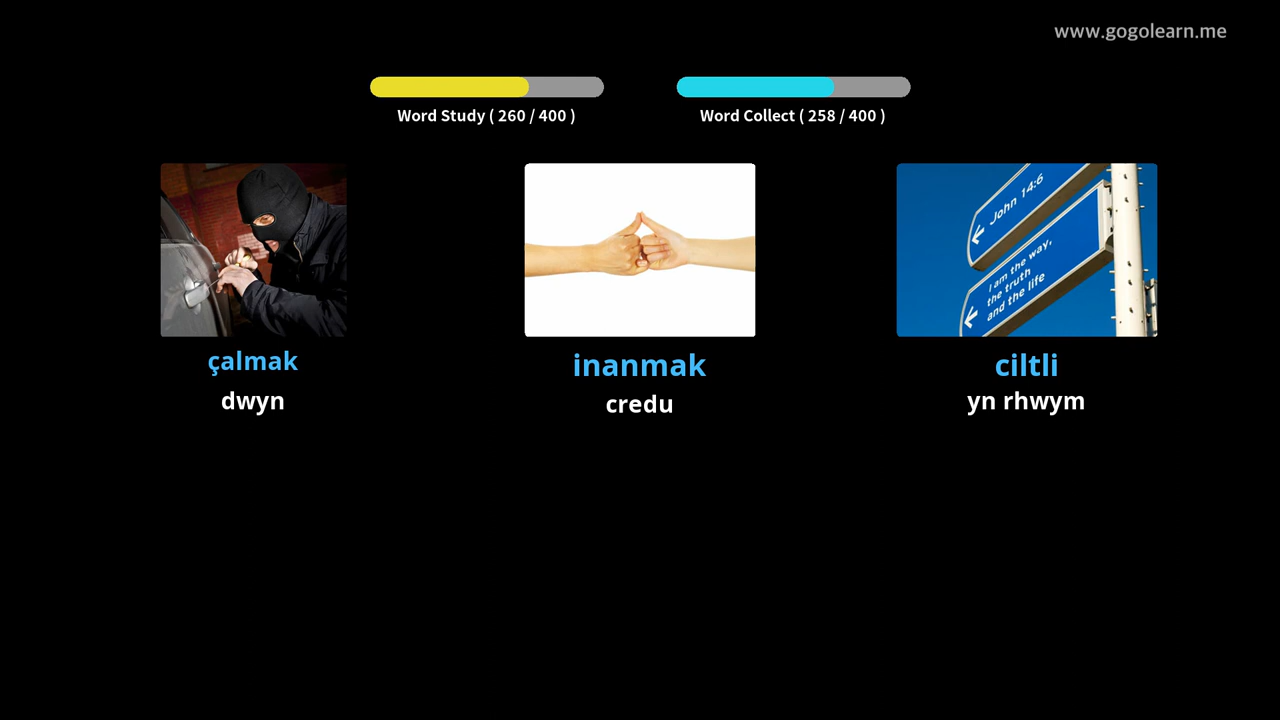 www.gogolearn.me
Word Study ( 260 / 400 )
Word Collect ( 258 / 400 )
John 14:6
I am the way,
the truth
and the life
çalmak
inanmak
ciltli
dwyn
credu
yn rhwym